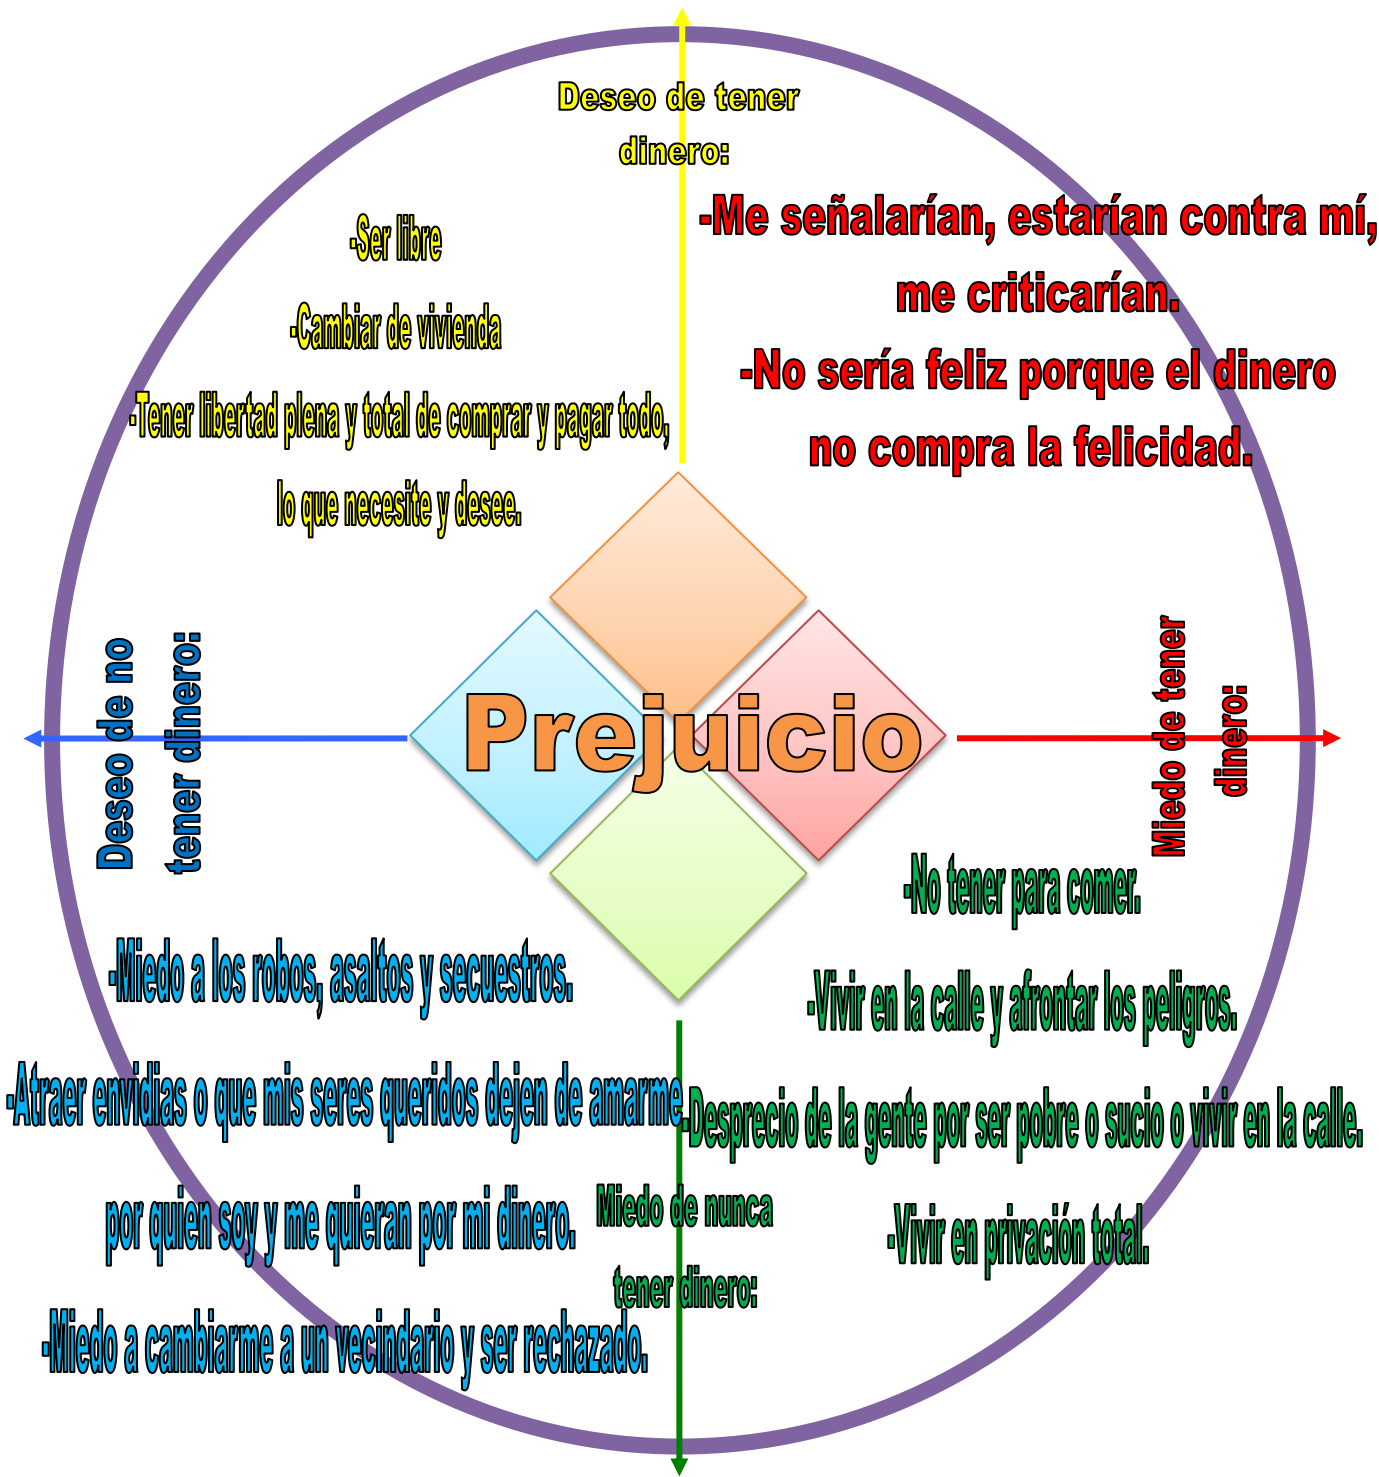 Deseo de tener
dinero:
-Ser libre
-Cambiar de vivienda
-Tener libertad plena y total de comprar y pagar todo,
lo que necesite y desee.
-Me señalarían, estarían contra mí,
me criticarían.
-No sería feliz porque el dinero
no compra la felicidad.
Deseo de no
tener dinero:
Prejuicio
Miedo de tener
dinero:
-Miedo a los robos, asaltos y secuestros.
-Atraer envidias o que mis seres queridos dejen de amarme
por quien soy y me quieran por mi dinero.
-Miedo a cambiarme a un vecindario y ser rechazado.
-No tener para comer.
-Vivir en la calle y afrontar los peligros.
-Desprecio de la gente por ser pobre o sucio o vivir en la calle.
-Vivir en privación total.
Miedo de nunca
tener dinero: